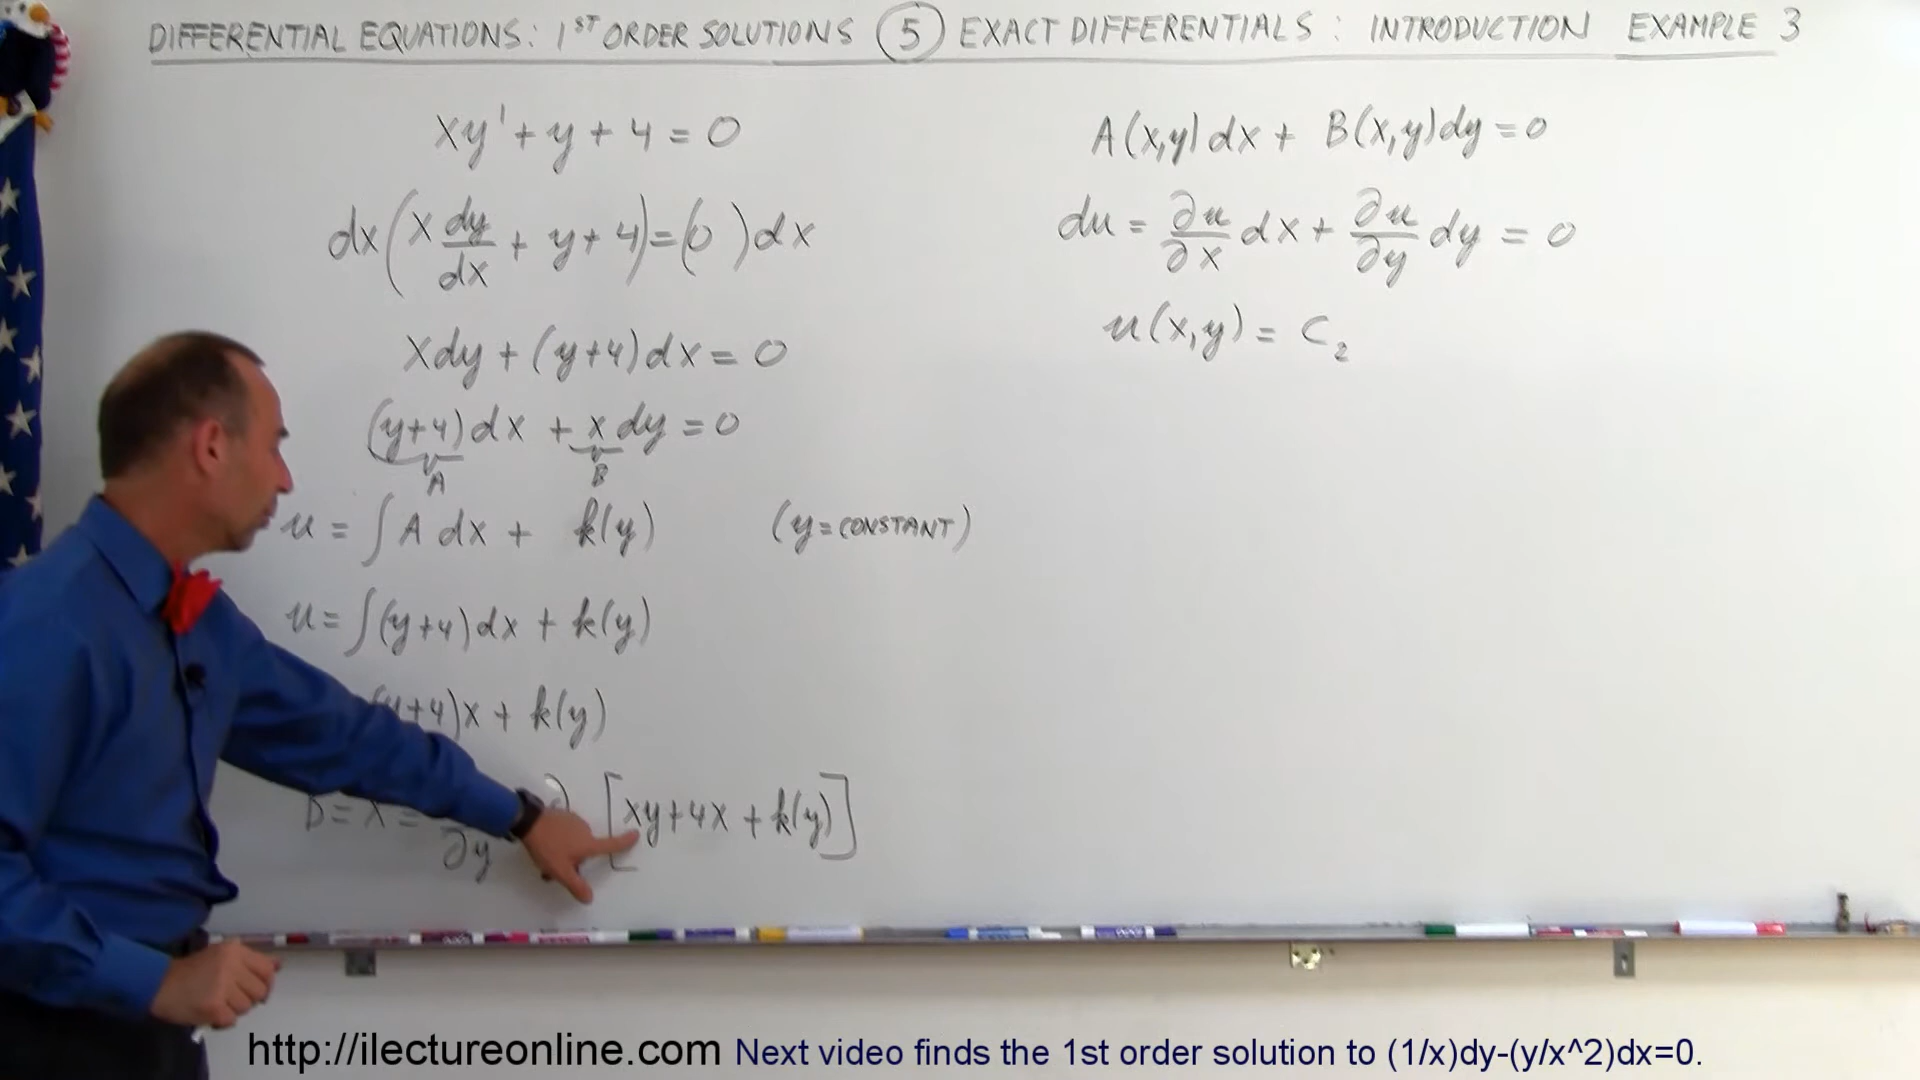 DIFFERENTIAL EQUATIONS: 1ST ORDER SOLUTIONS (5) EXACT DIFFERENTIALS: INTRODUCTION EXAMPLE 3
xy' + y + 4 = 0
dx(x dy/dx + y + 4) = (0)dx
xdy + (y+4)dx = 0
(y+4)dx + xdy = 0
A B
u = ∫A dx + k(y) (y = CONSTANT)
u = ∫(y+4)dx + k(y)
(y+4)x + k(y)
B = x = ∂y [xy + 4x + k(y)]
A(x,y)dx + B(x,y)dy = 0
du = ∂u/∂x dx + ∂u/∂y dy = 0
u(x,y) = C₂
http://ilectureonline.com Next video finds the 1st order solution to (1/x)dy-(y/x^2)dx=0.